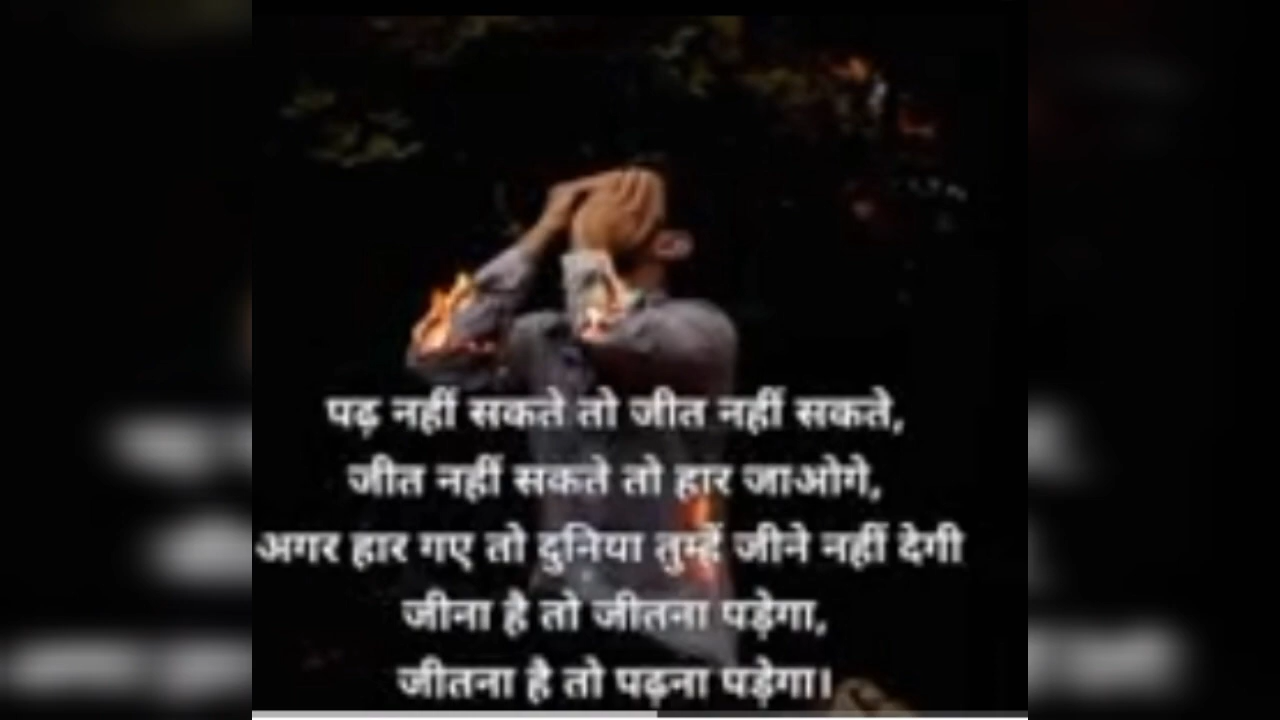 पढ़ नहीं सकते तो जीत नहीं सकते,
जीत नहीं सकते तो हार जाओगे,
अगर हार गए तो दुनिया तुम्हें जीने नहीं देगी
जीना है तो जीतना पड़ेगा,
जीतना है तो पढ़ना पड़ेगा।